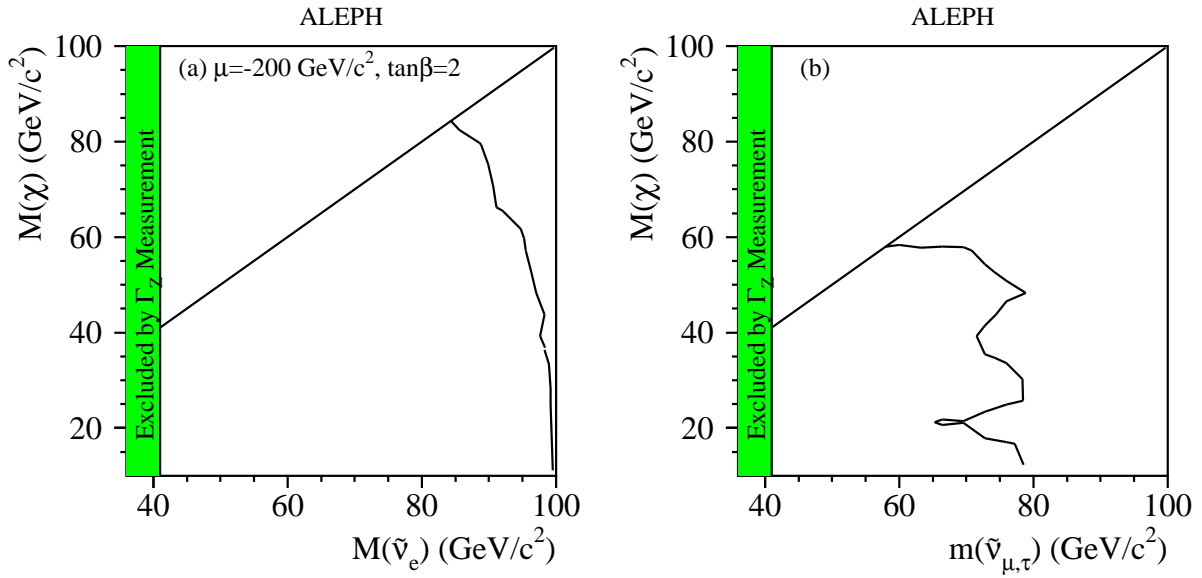 ALEPH
(a) μ=-200 GeV/c², tanβ=2
M(χ) (GeV/c²)
Excluded by Γ_Z Measurement
100
80
60
40
20
40 60 80 100
M(ν̃_e) (GeV/c²)
ALEPH
(b)
M(χ) (GeV/c²)
Excluded by Γ_Z Measurement
100
80
60
40
20
40 60 80 100
m(ν̃_μ,τ) (GeV/c²)